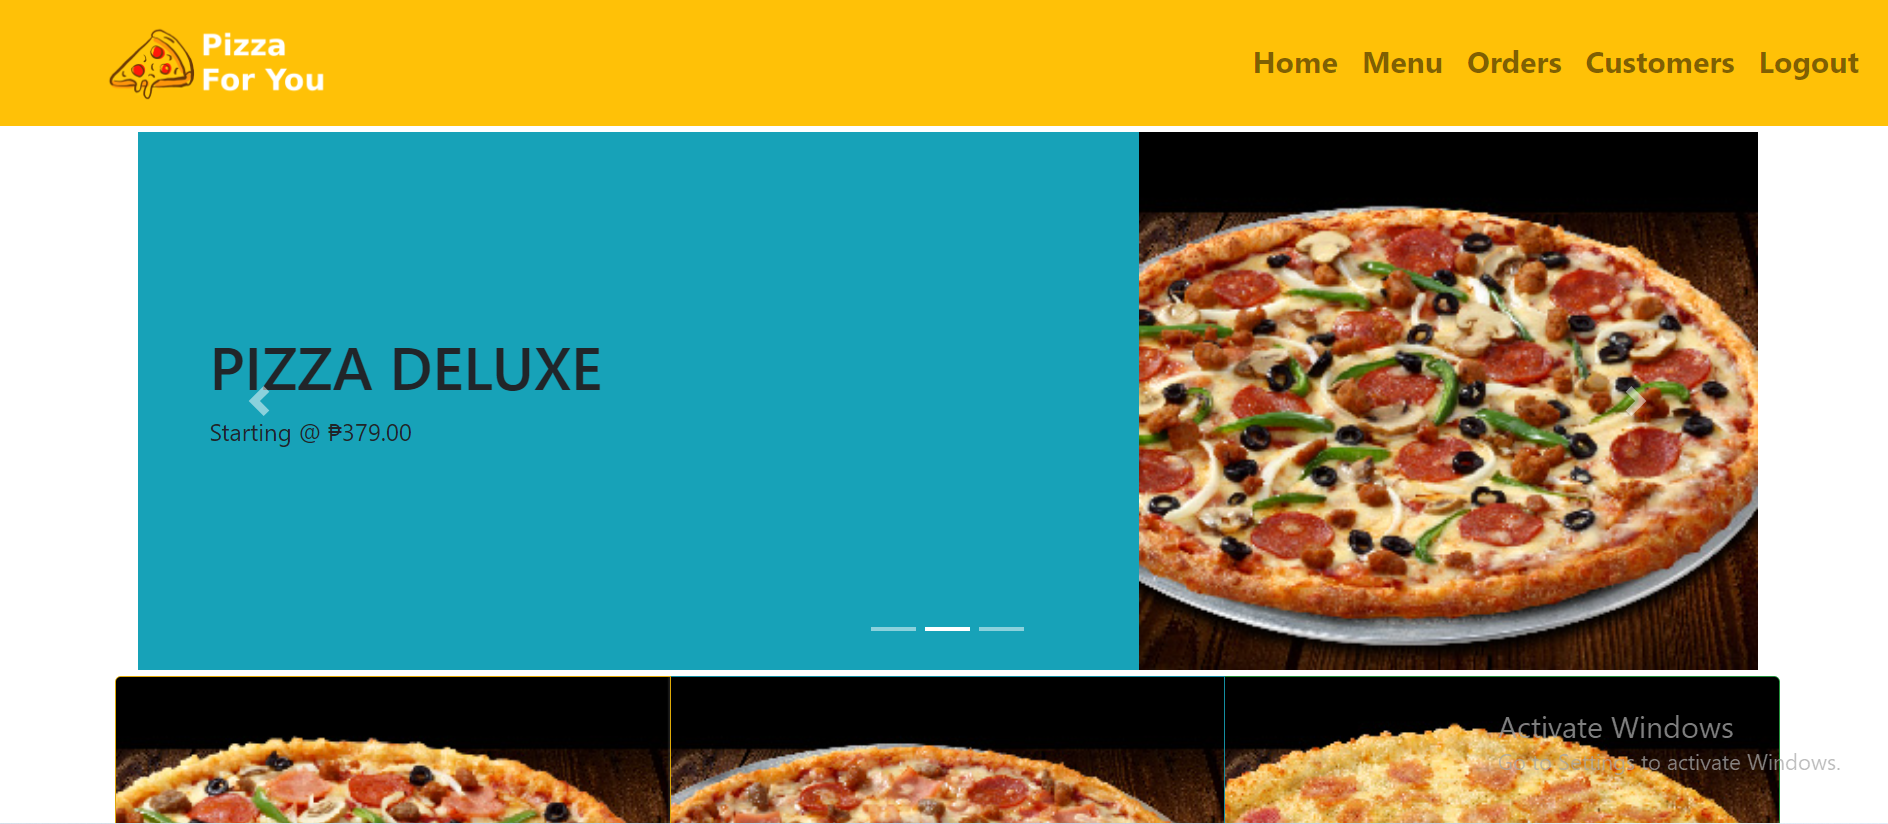 Pizza
For You
Home Menu Orders Customers Logout
PIZZA DELUXE
Starting @ ₱379.00
Activate Windows
Go to Settings to activate Windows.